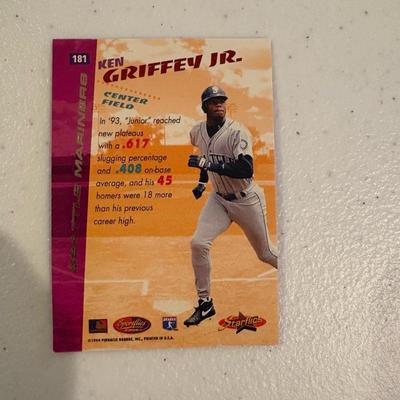 181
KEN
GRIFFEY JR.
CENTER
FIELD
SEATTLE MARINERS
In '93, "Junior" reached
new plateaus
with a .617
slugging percentage
and .408 on-base
average, and his 45
homers were 18 more
than his previous
career high.
Sportflics
Starflics
©1994 PINNACLE BRANDS, INC., PRINTED IN U.S.A.